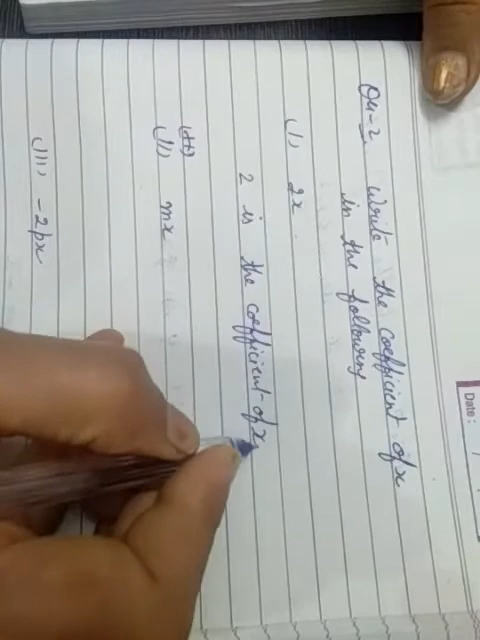 Date:
Qu-2 Write the coefficient of x
in the following
(i), 2x
2 is the coefficient of x
(ii) mx
(iii), -2px